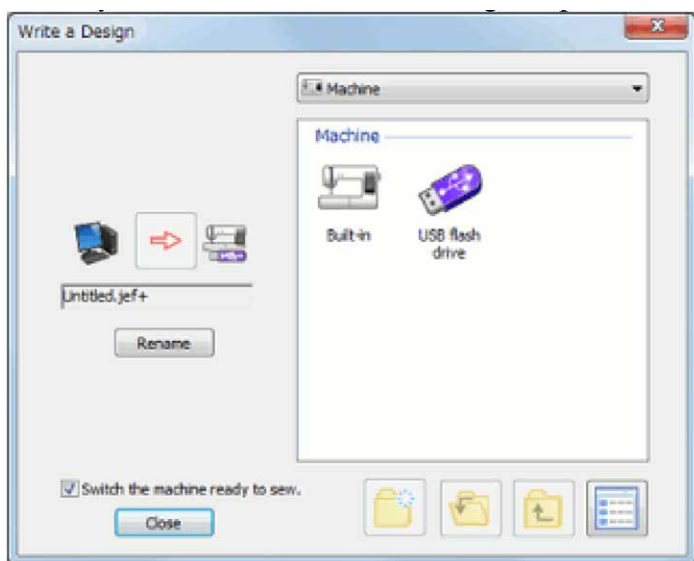 Write a Design
Machine
Machine
Built-in
USB flash
drive
Untitled.jef+
Rename
Switch the machine ready to sew.
Close